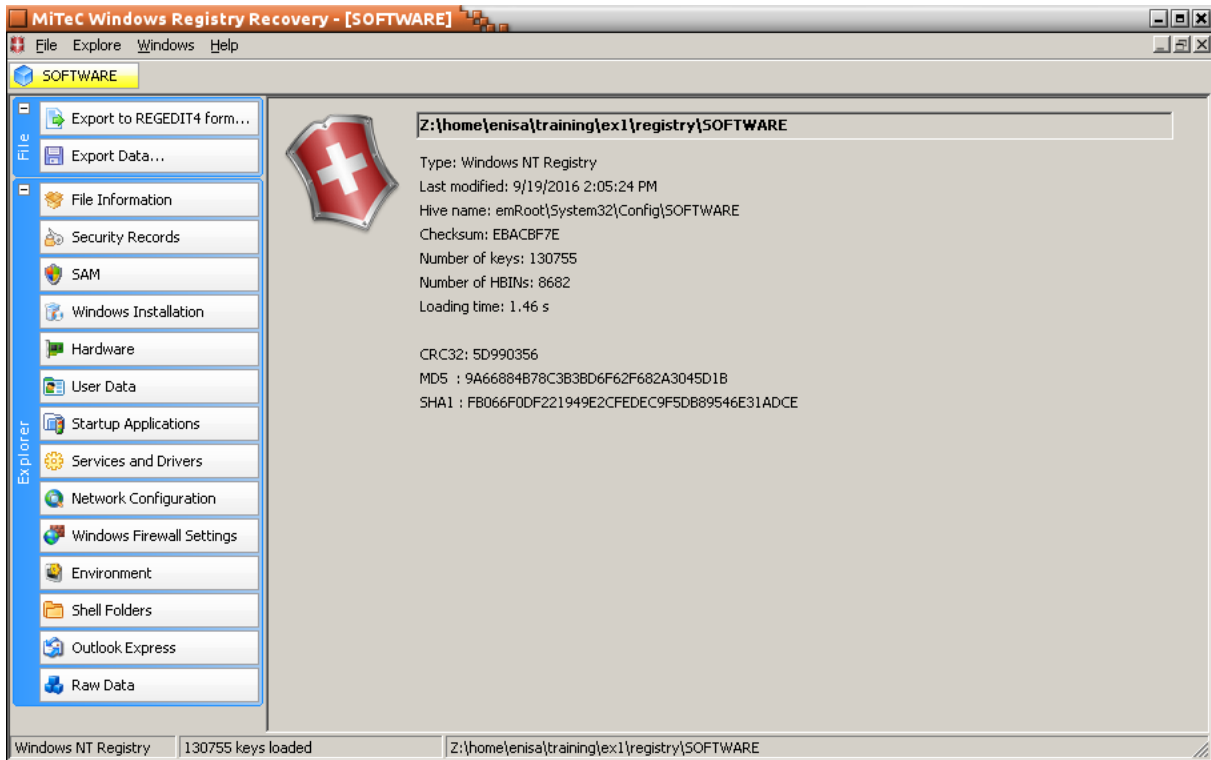 MiTeC Windows Registry Recovery - [SOFTWARE]
File Explore Windows Help
SOFTWARE
File
Export to REGEDIT4 form...
Export Data...
Explorer
File Information
Security Records
SAM
Windows Installation
Hardware
User Data
Startup Applications
Services and Drivers
Network Configuration
Windows Firewall Settings
Environment
Shell Folders
Outlook Express
Raw Data
Z:\home\enisa\training\ex1\registry\SOFTWARE
Type: Windows NT Registry
Last modified: 9/19/2016 2:05:24 PM
Hive name: emRoot\System32\Config\SOFTWARE
Checksum: EBACBF7E
Number of keys: 130755
Number of HBINs: 8682
Loading time: 1.46 s
CRC32: 5D990356
MD5 : 9A66884B78C3B3BD6F62F682A3045D1B
SHA1 : FB066F0DF221949E2CFEDEC9F5DB89546E31ADCE
Windows NT Registry 130755 keys loaded Z:\home\enisa\training\ex1\registry\SOFTWARE